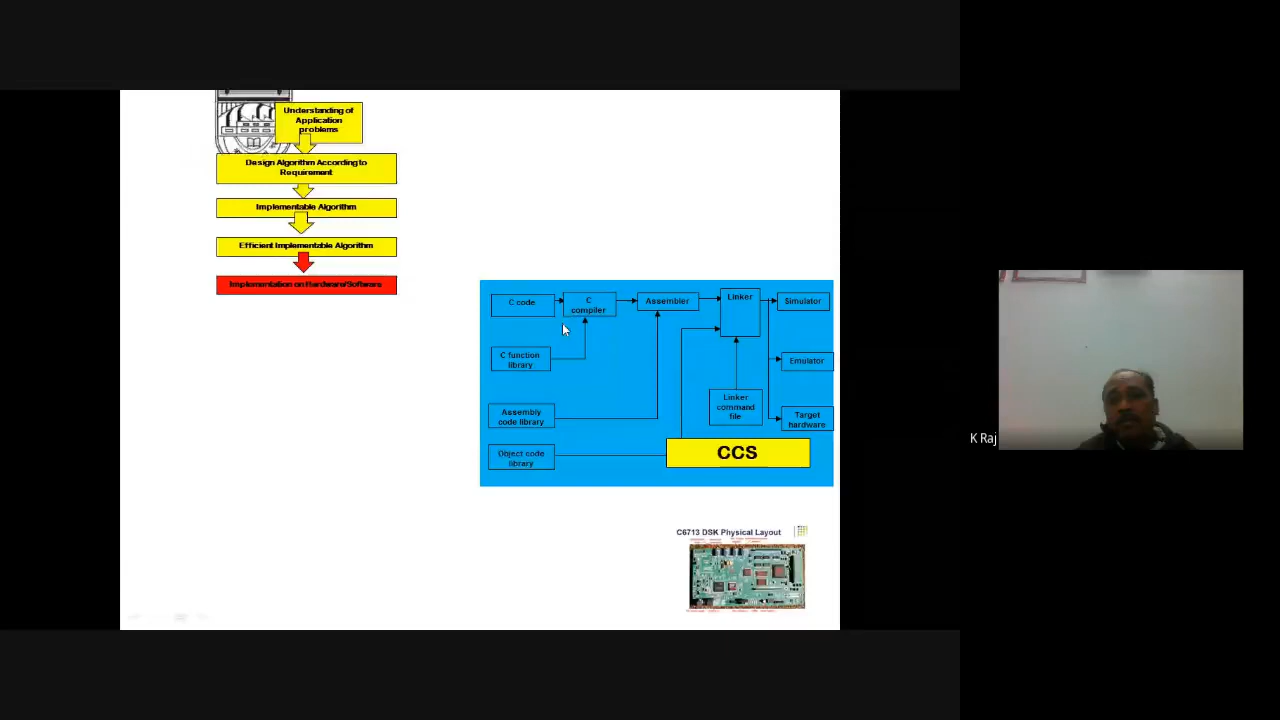 Understanding of
Application
problems
Design Algorithm According to
Requirement
Implementable Algorithm
Efficient Implementable Algorithm
Implementation on Hardware/Software
C code
C
compiler
Assembler
Linker
Simulator
C function
library
Emulator
Linker
command
file
Assembly
code library
Target
hardware
Object code
library
CCS
C6713 DSK Physical Layout
K Raj